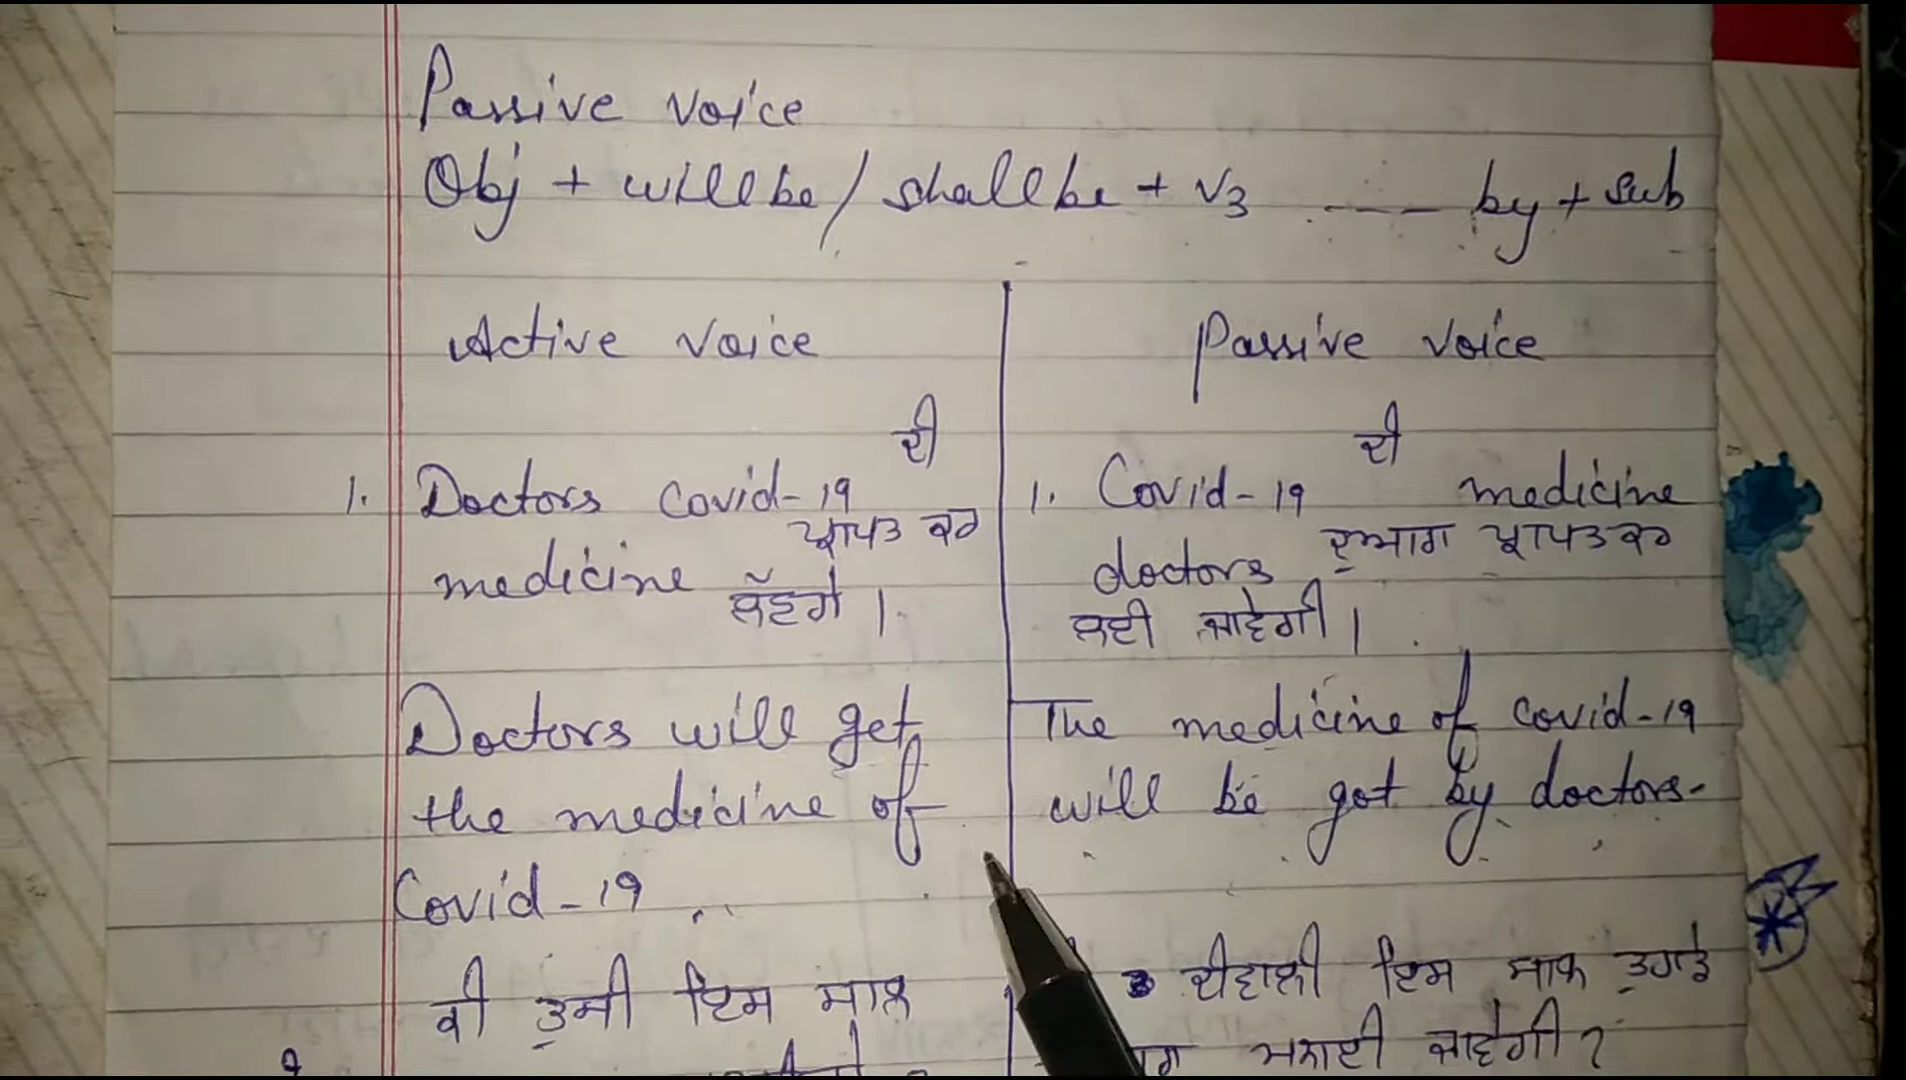 Passive voice
Obj + will be / shall be + V3 ---- by + Sub
Active voice
Passive voice
ਦੀ
1. Doctors Covid-19
ਪ੍ਰਾਪਤ ਕਰ
medicine ਲੈਣਗੇ ।
ਦੀ
1. Covid-19 medicine
doctors ਦੁਆਰਾ ਪ੍ਰਾਪਤ ਕਰ
ਲਈ ਜਾਵੇਗੀ ।
Doctors will get
the medicine of
Covid-19 .
The medicine of covid-19
will be got by doctors.
ਕੀ ਤੁਸੀ ਇਸ ਸਾਲ
ਦੀਵਾਲੀ ਇਸ ਸਾਲ ਤੁਹਾਡੇ
ਮਨਾਈ ਜਾਵੇਗੀ ?